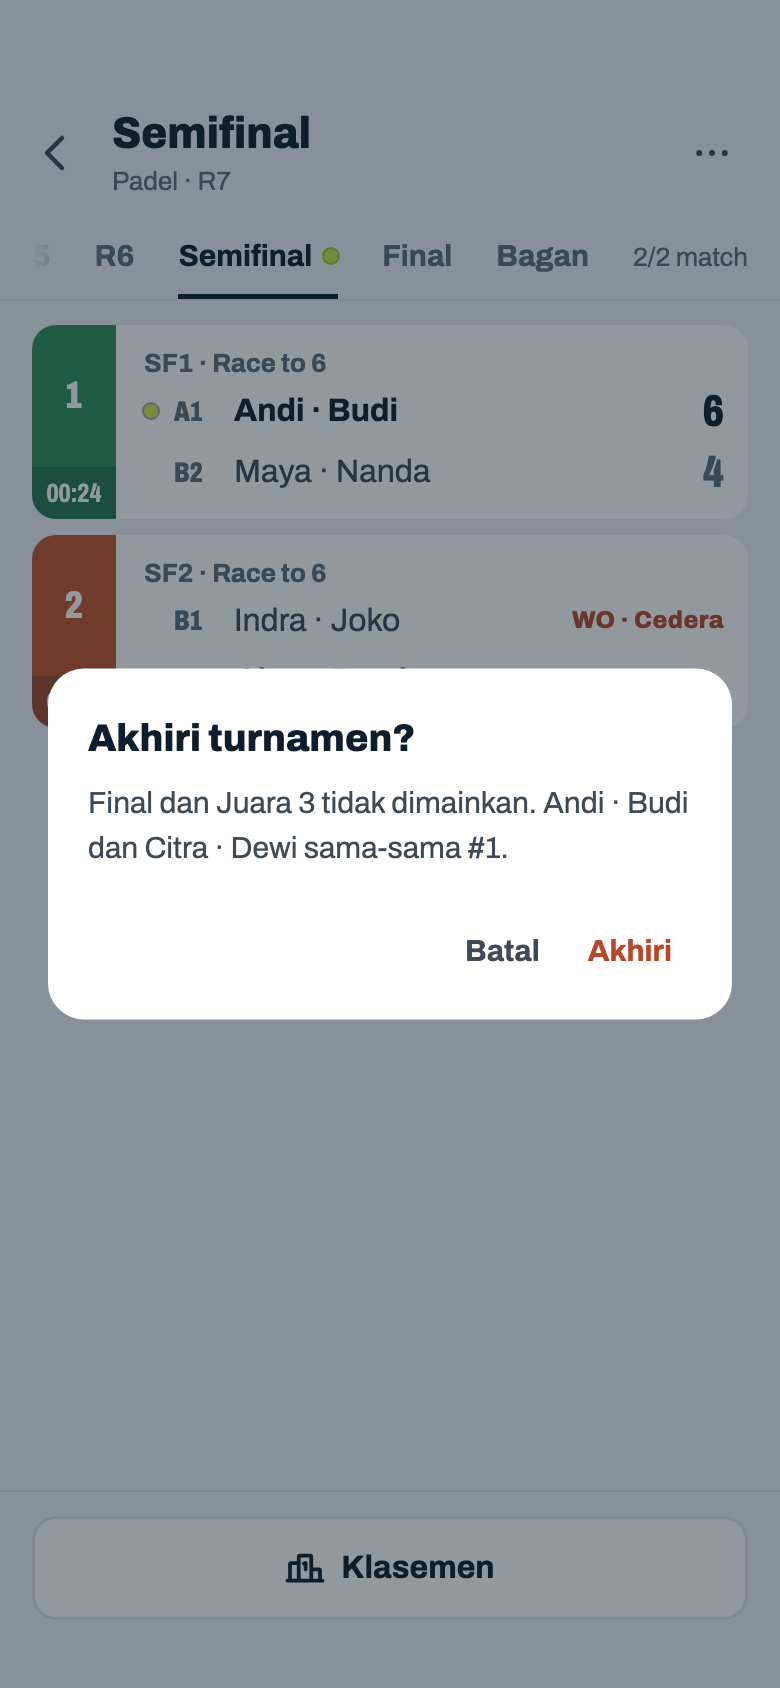 Semifinal
Padel · R7
5 R6 Semifinal Final Bagan 2/2 match
1
SF1 · Race to 6
A1 Andi · Budi 6
B2 Maya · Nanda 4
00:24
2
SF2 · Race to 6
B1 Indra · Joko WO · Cedera
Akhiri turnamen?
Final dan Juara 3 tidak dimainkan. Andi · Budi
dan Citra · Dewi sama-sama #1.
Batal Akhiri
Klasemen